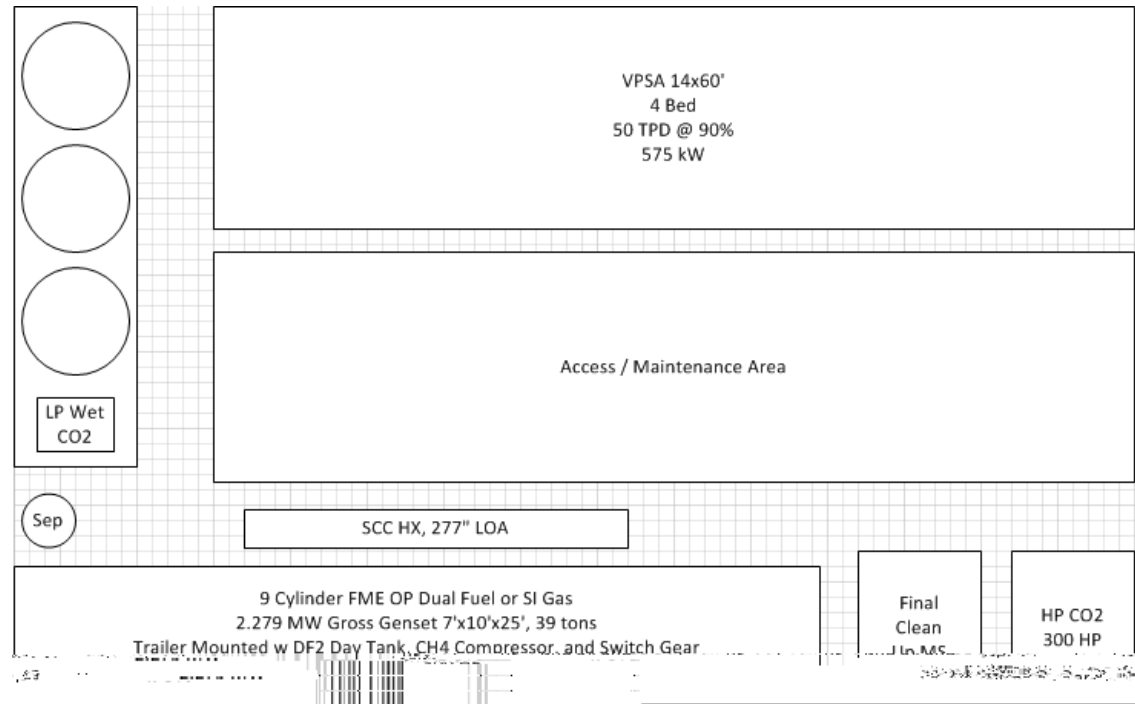 VPSA 14x60'
4 Bed
50 TPD @ 90%
575 kW
Access / Maintenance Area
LP Wet
CO2
Sep
SCC HX, 277" LOA
9 Cylinder FME OP Dual Fuel or SI Gas
2.279 MW Gross Genset 7'x10'x25', 39 tons
Trailer Mounted w DF2 Day Tank, CH4 Compressor, and Switch Gear
Final
Clean
Up MS
HP CO2
300 HP